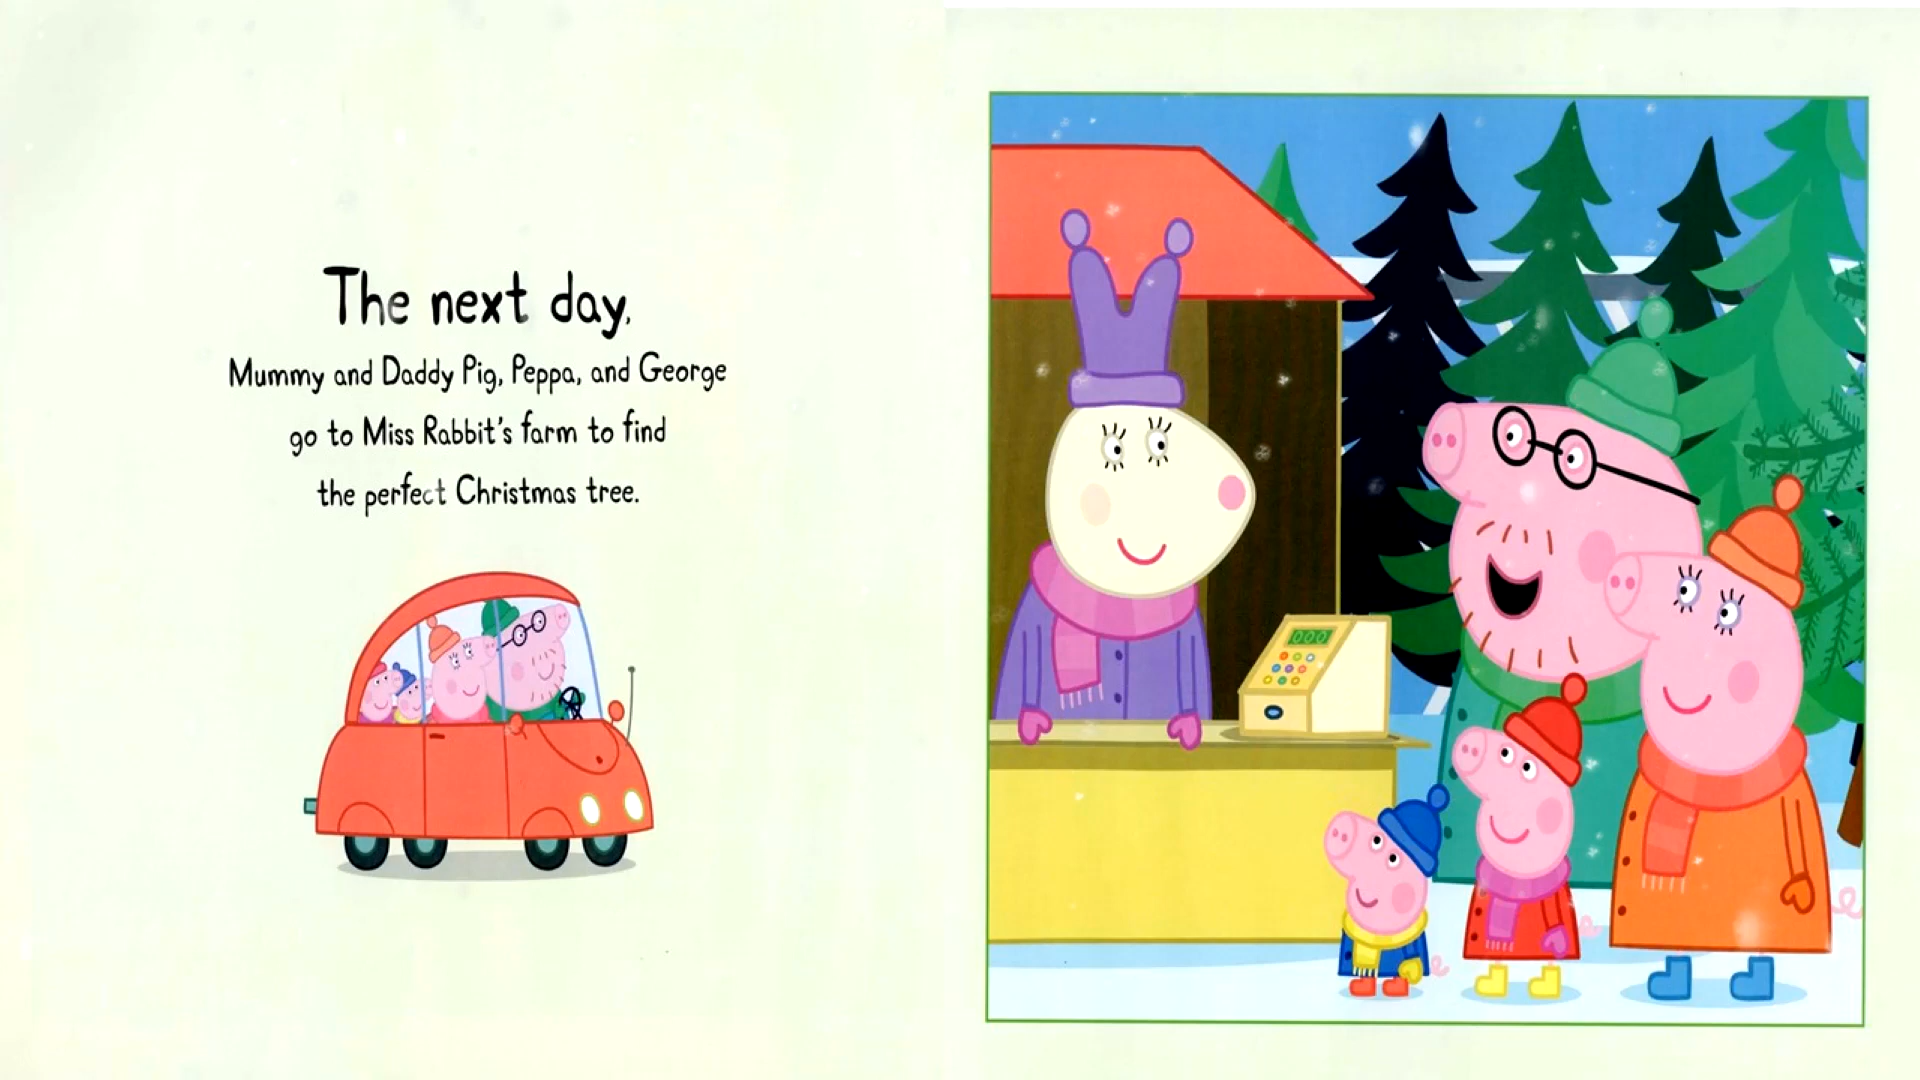 The next day,
Mummy and Daddy Pig, Peppa, and George
go to Miss Rabbit's farm to find
the perfect Christmas tree.
000